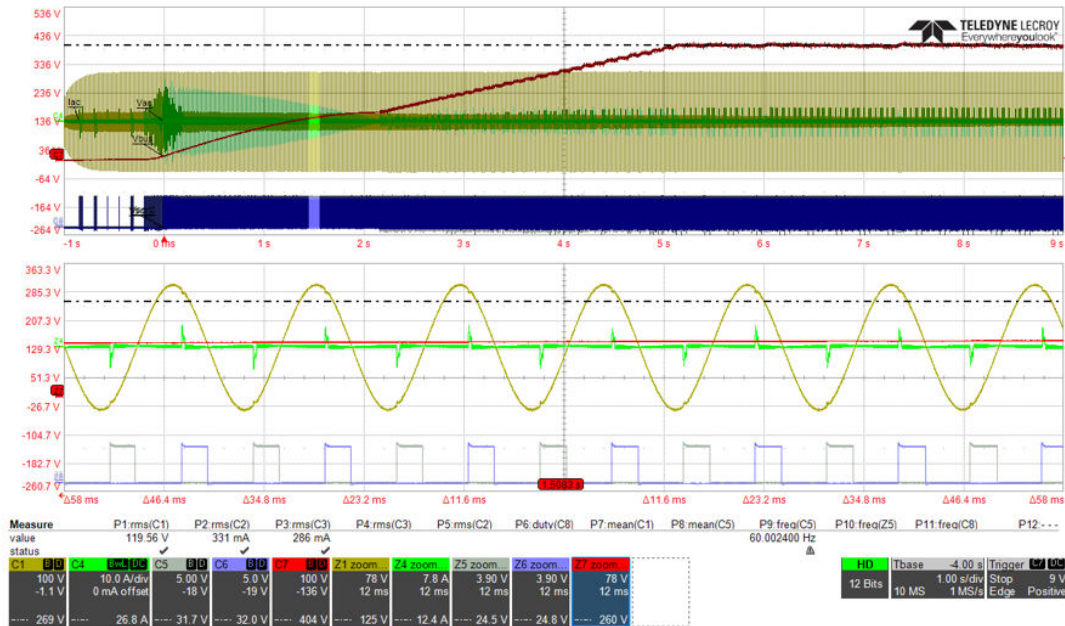 536 V
436 V
336 V
236 V
136 V
36 V
-64 V
-164 V
-264 V
TELEDYNE LECROY
Everywhereyoulook
Iac
Vac
-1 s
0 ms
1 s
2 s
3 s
4 s
5 s
6 s
7 s
8 s
9 s
363.3 V
285.3 V
207.3 V
129.3 V
51.3 V
-26.7 V
-104.7 V
-182.7 V
-260.7 V
Δ58 ms
Δ46.4 ms
Δ34.8 ms
Δ23.2 ms
Δ11.6 ms
1.5083 s
Δ11.6 ms
Δ23.2 ms
Δ34.8 ms
Δ46.4 ms
Δ58 ms
Measure P1:rms(C1) P2:rms(C2) P3:rms(C3) P4:rms(C3) P5:rms(C2) P6:duty(C8) P7:mean(C1) P8:mean(C5) P9:freq(C5) P10:freq(Z5) P11:freq(C8) P12:---
value 119.56 V 331 mA 286 mA 60.002400 Hz
status
C1 B D
100 V
-1.1 V
269 V
C4 BwL DC
10.0 A/div
0 mA offset
26.8 A
C5 B D
5.00 V
-18 V
31.7 V
C6 B D
5.0 V
-19 V
32.0 V
C7 B D
100 V
-136 V
404 V
Z1 zoom...
78 V
12 ms
125 V
Z4 zoom...
7.8 A
12 ms
12.4 A
Z5 zoom...
3.90 V
12 ms
24.5 V
Z6 zoom...
3.90 V
12 ms
24.8 V
Z7 zoom...
78 V
12 ms
260 V
HD
12 Bits
Tbase -4.00 s
1.00 s/div
10 MS 1 MS/s
Trigger C7 DC
Stop 9 V
Edge Positive